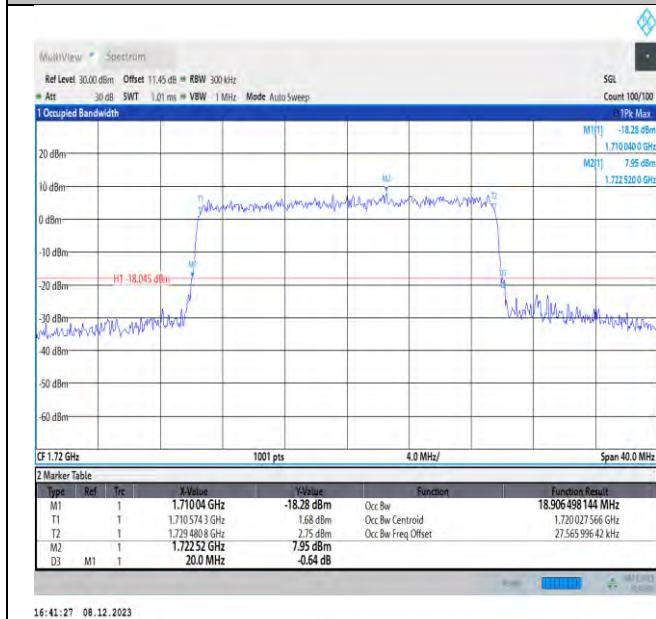 MultiView Spectrum
Ref Level 30.00 dBm Offset 11.45 dB RBW 300 kHz SGL
Att 30 dB SWT 1.01 ms VBW 1 MHz Mode Auto Sweep Count 100/100
1 Occupied Bandwidth 1Pk Max
M1[1] -18.28 dBm
1.710 040 0 GHz
M2[1] 7.95 dBm
1.722 520 0 GHz
20 dBm
10 dBm
M2
T1
T2
0 dBm
-10 dBm
M1
D3
H1 -18.045 dBm
-20 dBm
-30 dBm
-40 dBm
-50 dBm
-60 dBm
CF 1.72 GHz 1001 pts 4.0 MHz/ Span 40.0 MHz
2 Marker Table
Type Ref Trc X-Value Y-Value Function Function Result
M1 1 1.710 04 GHz -18.28 dBm Occ Bw 18.906 498 144 MHz
T1 1 1.710 574 3 GHz 1.68 dBm Occ Bw Centroid 1.720 027 566 GHz
T2 1 1.729 480 8 GHz 2.75 dBm Occ Bw Freq Offset 27.565 996 42 kHz
M2 1 1.722 52 GHz 7.95 dBm
D3 M1 1 20.0 MHz -0.64 dB
16:41:27 08.12.2023